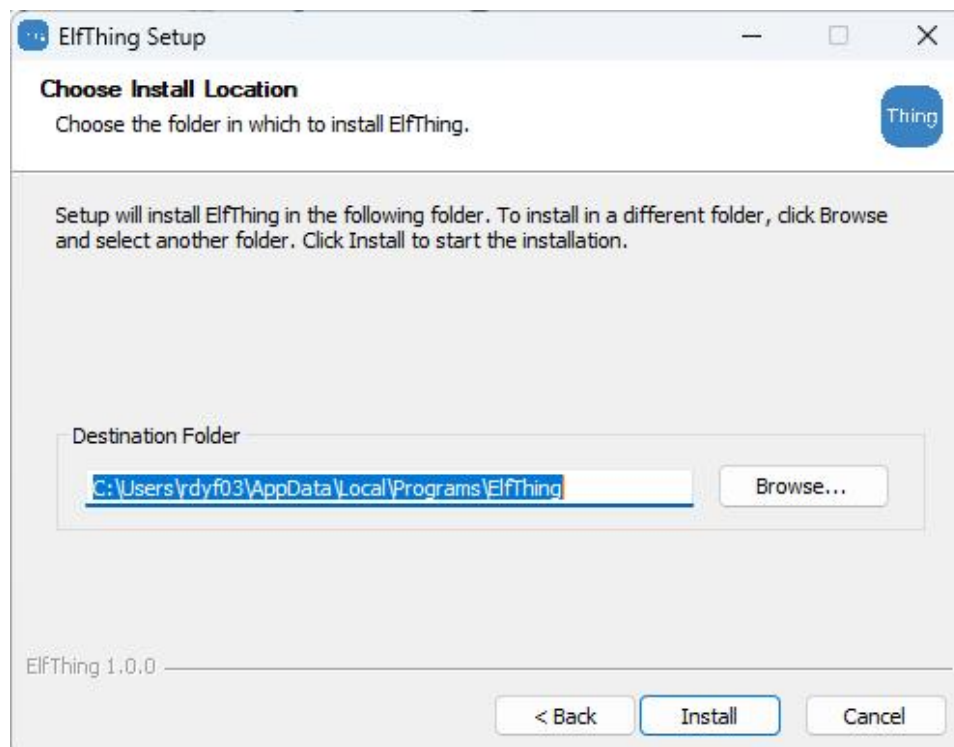 ElfThing Setup
Choose Install Location
Choose the folder in which to install ElfThing.
Thing
Setup will install ElfThing in the following folder. To install in a different folder, click Browse
and select another folder. Click Install to start the installation.
Destination Folder
C:\Users\rdyf03\AppData\Local\Programs\ElfThing
Browse...
ElfThing 1.0.0
< Back
Install
Cancel